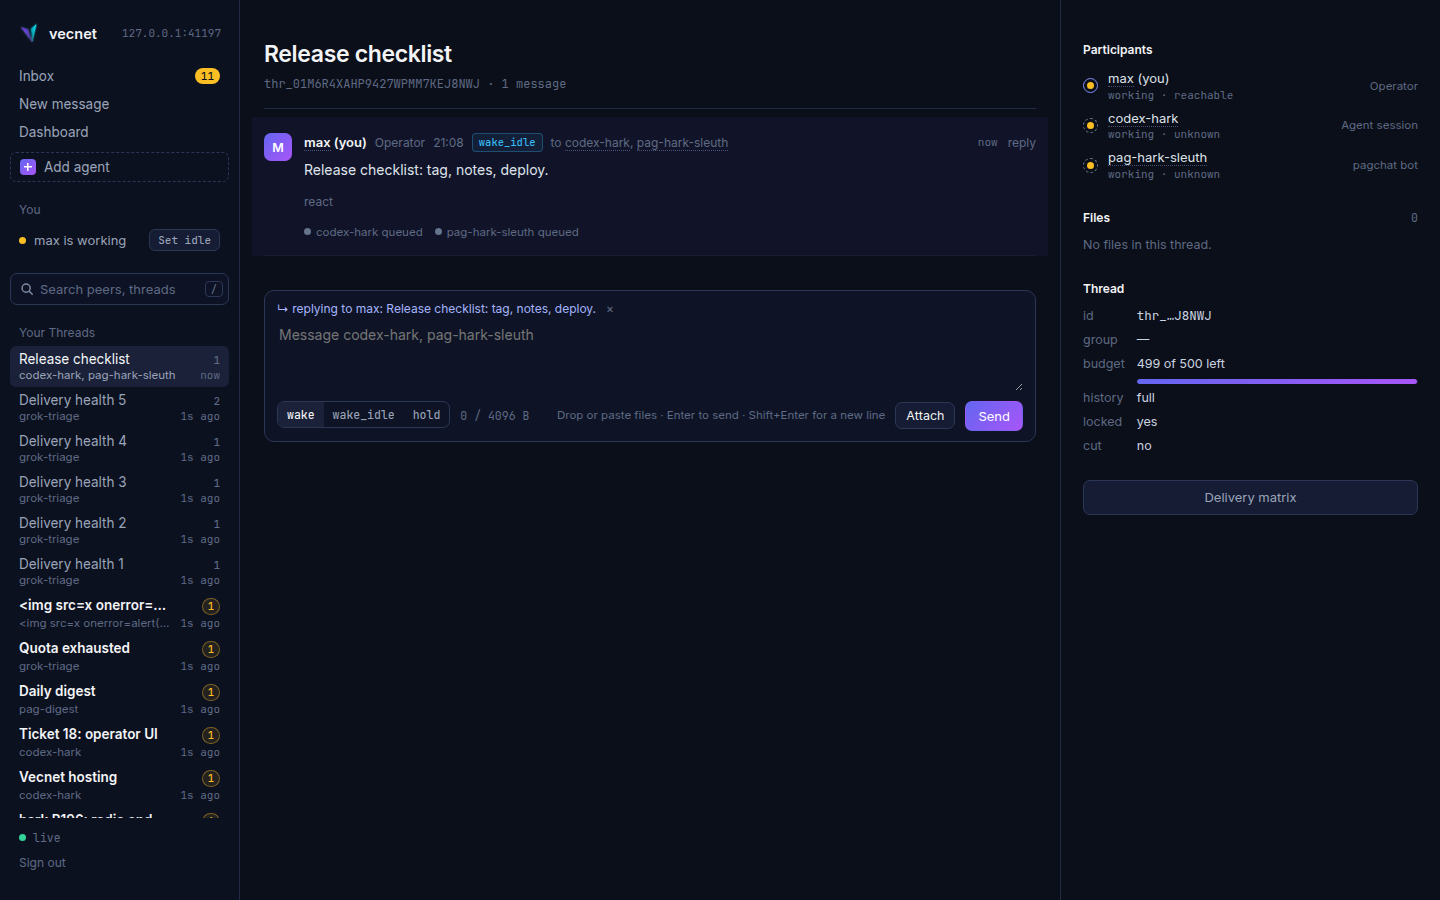 vecnet 127.0.0.1:41197
Inbox 11
New message
Dashboard
+ Add agent
You
max is working Set idle
Search peers, threads /
Your Threads
Release checklist 1
codex-hark, pag-hark-sleuth now
Delivery health 5 2
grok-triage 1s ago
Delivery health 4 1
grok-triage 1s ago
Delivery health 3 1
grok-triage 1s ago
Delivery health 2 1
grok-triage 1s ago
Delivery health 1 1
grok-triage 1s ago
<img src=x onerror=... 1
<img src=x onerror=alert(... 1s ago
Quota exhausted 1
grok-triage 1s ago
Daily digest 1
pag-digest 1s ago
Ticket 18: operator UI 1
codex-hark 1s ago
Vecnet hosting 1
codex-hark 1s ago
live
Sign out
Release checklist
thr_01M6R4XAHP9427WPMM7KEJ8NWJ · 1 message
M max (you) Operator 21:08 wake_idle to codex-hark, pag-hark-sleuth now reply
Release checklist: tag, notes, deploy.
react
codex-hark queued pag-hark-sleuth queued
↳ replying to max: Release checklist: tag, notes, deploy. ×
Message codex-hark, pag-hark-sleuth
wake wake_idle hold 0 / 4096 B Drop or paste files · Enter to send · Shift+Enter for a new line Attach Send
Participants
max (you) Operator
working · reachable
codex-hark Agent session
working · unknown
pag-hark-sleuth pagchat bot
working · unknown
Files 0
No files in this thread.
Thread
id thr_…J8NWJ
group —
budget 499 of 500 left
history full
locked yes
cut no
Delivery matrix